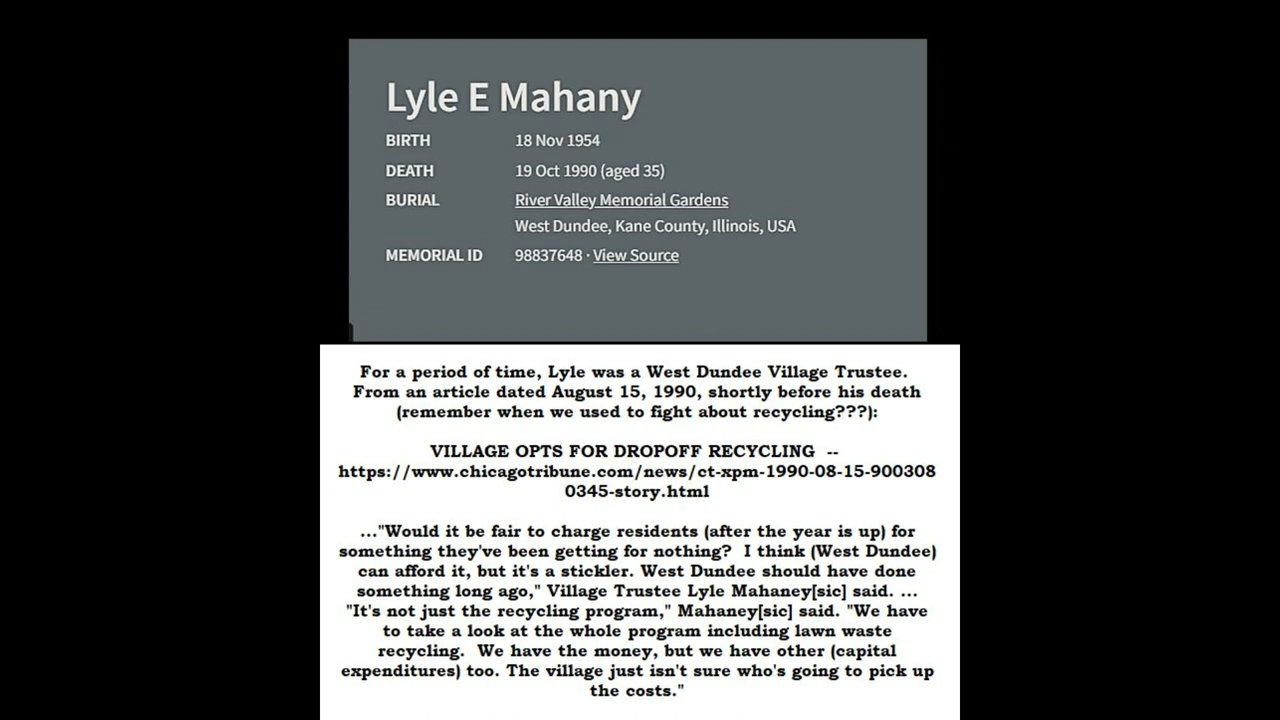 Lyle E Mahany
BIRTH 18 Nov 1954
DEATH 19 Oct 1990 (aged 35)
BURIAL River Valley Memorial Gardens
West Dundee, Kane County, Illinois, USA
MEMORIAL ID 98837648 · View Source
For a period of time, Lyle was a West Dundee Village Trustee.
From an article dated August 15, 1990, shortly before his death
(remember when we used to fight about recycling???):
VILLAGE OPTS FOR DROPOFF RECYCLING --
https://www.chicagotribune.com/news/ct-xpm-1990-08-15-900308
0345-story.html
..."Would it be fair to charge residents (after the year is up) for
something they've been getting for nothing? I think (West Dundee)
can afford it, but it's a stickler. West Dundee should have done
something long ago," Village Trustee Lyle Mahaney[sic] said. ...
"It's not just the recycling program," Mahaney[sic] said. "We have
to take a look at the whole program including lawn waste
recycling. We have the money, but we have other (capital
expenditures) too. The village just isn't sure who's going to pick up
the costs."